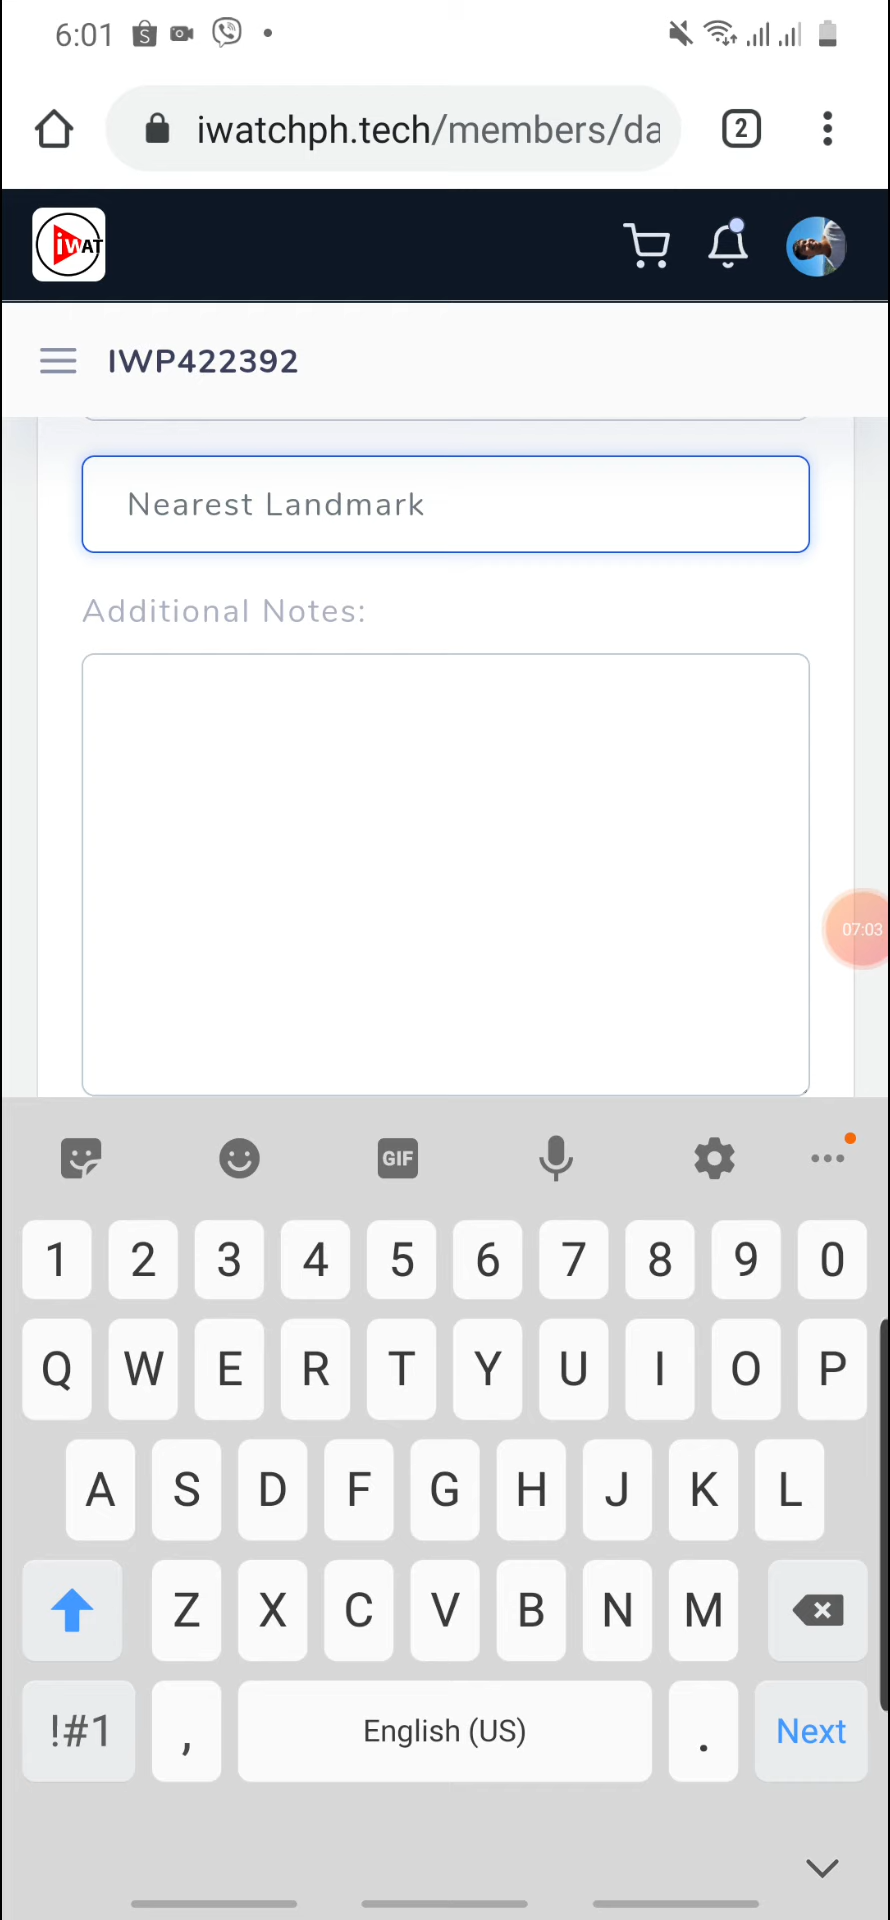 6:01
iwatchph.tech/members/da
2
iWAT
IWP422392
Nearest Landmark
Additional Notes:
07:03
GIF
1 2 3 4 5 6 7 8 9 0
Q W E R T Y U I O P
A S D F G H J K L
Z X C V B N M
!#1 , English (US) . Next